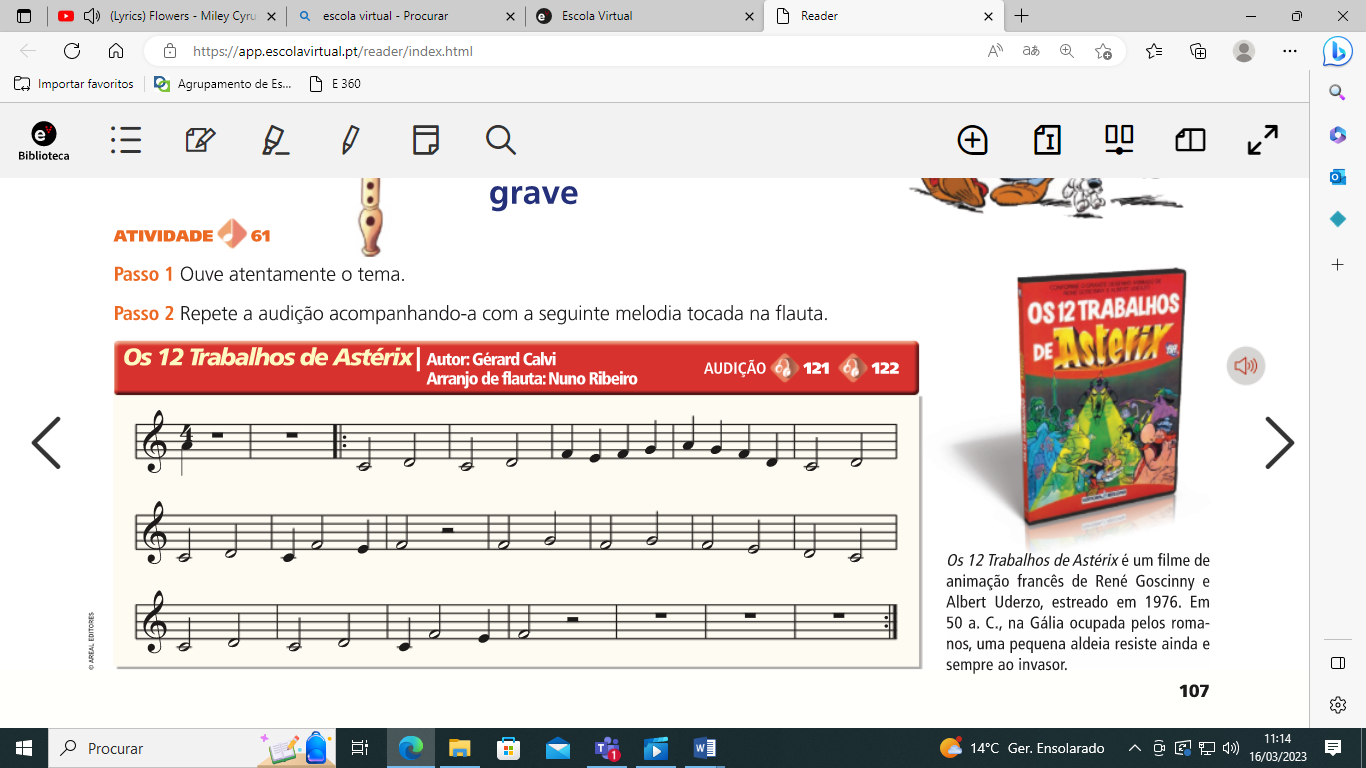 (Lyrics) Flowers - Miley Cyru
escola virtual - Procurar
Escola Virtual
Reader
https://app.escolavirtual.pt/reader/index.html
Importar favoritos
Agrupamento de Es...
E 360
Biblioteca
grave
ATIVIDADE 61
Passo 1 Ouve atentamente o tema.
Passo 2 Repete a audição acompanhando-a com a seguinte melodia tocada na flauta.
Os 12 Trabalhos de Astérix | Autor: Gérard Calvi
Arranjo de flauta: Nuno Ribeiro
AUDIÇÃO 121 122
4
4
OS 12 TRABALHOS
DE Astérix
Os 12 Trabalhos de Astérix é um filme de
animação francês de René Goscinny e
Albert Uderzo, estreado em 1976. Em
50 a. C., na Gália ocupada pelos roma-
nos, uma pequena aldeia resiste ainda e
sempre ao invasor.
© AREAL EDITORES
107
Procurar
1
14°C Ger. Ensolarado
11:14
16/03/2023